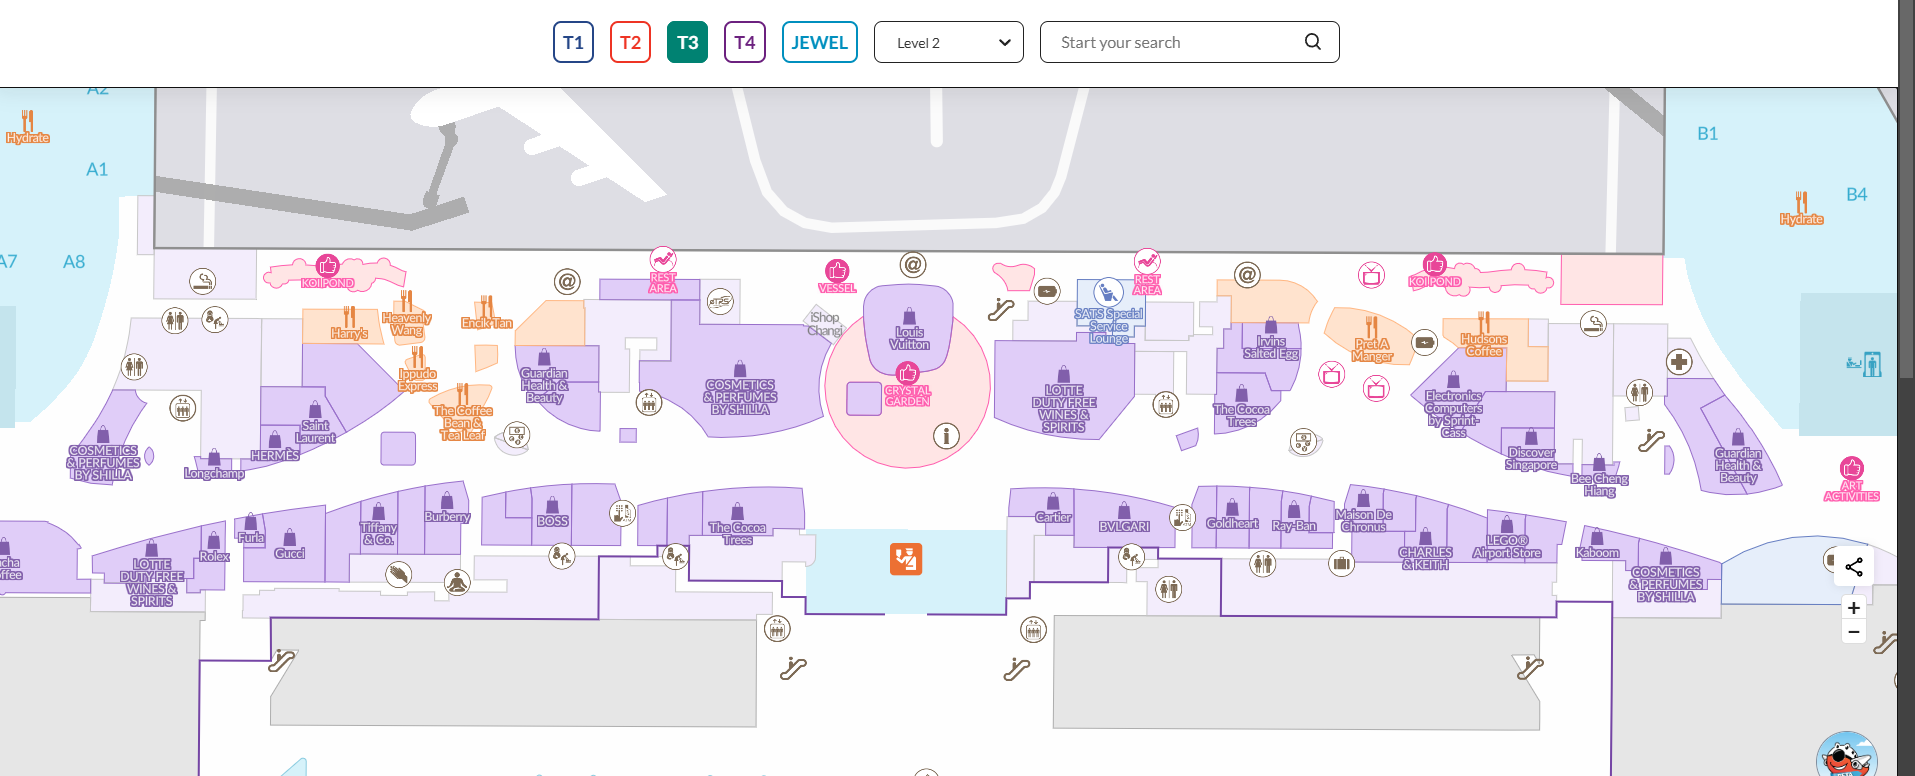 T1
T2
T3
T4
JEWEL
Level 2
Start your search
A2
Hydrate
A1
A7
A8
B1
B4
Hydrate
KOI POND
REST
AREA
VESSEL
REST
AREA
KOI POND
Harry's
Heavenly
Wang
Encik Tan
Ippudo
Express
The Coffee
Bean &
Tea Leaf
Guardian
Health &
Beauty
COSMETICS
& PERFUMES
BY SHILLA
iShop
Changi
Louis
Vuitton
CRYSTAL
GARDEN
SATS Special
Service
Lounge
LOTTE
DUTY FREE
WINES &
SPIRITS
Irvins
Salted Egg
The Cocoa
Trees
Pret A
Manger
Hudsons
Coffee
Electronics
Computers
by Sprint-
Cass
Discover
Singapore
Bee Cheng
Hiang
Guardian
Health &
Beauty
ART
ACTIVITIES
COSMETICS
& PERFUMES
BY SHILLA
Longchamp
HERMÈS
Saint
Laurent
LOTTE
DUTY FREE
WINES &
SPIRITS
Rolex
Furla
Gucci
Tiffany
& Co.
Burberry
BOSS
The Cocoa
Trees
Cartier
BVLGARI
Goldheart
Ray-Ban
Maison De
Chronus
CHARLES
& KEITH
LEGO®
Airport Store
Kaboom
COSMETICS
& PERFUMES
BY SHILLA